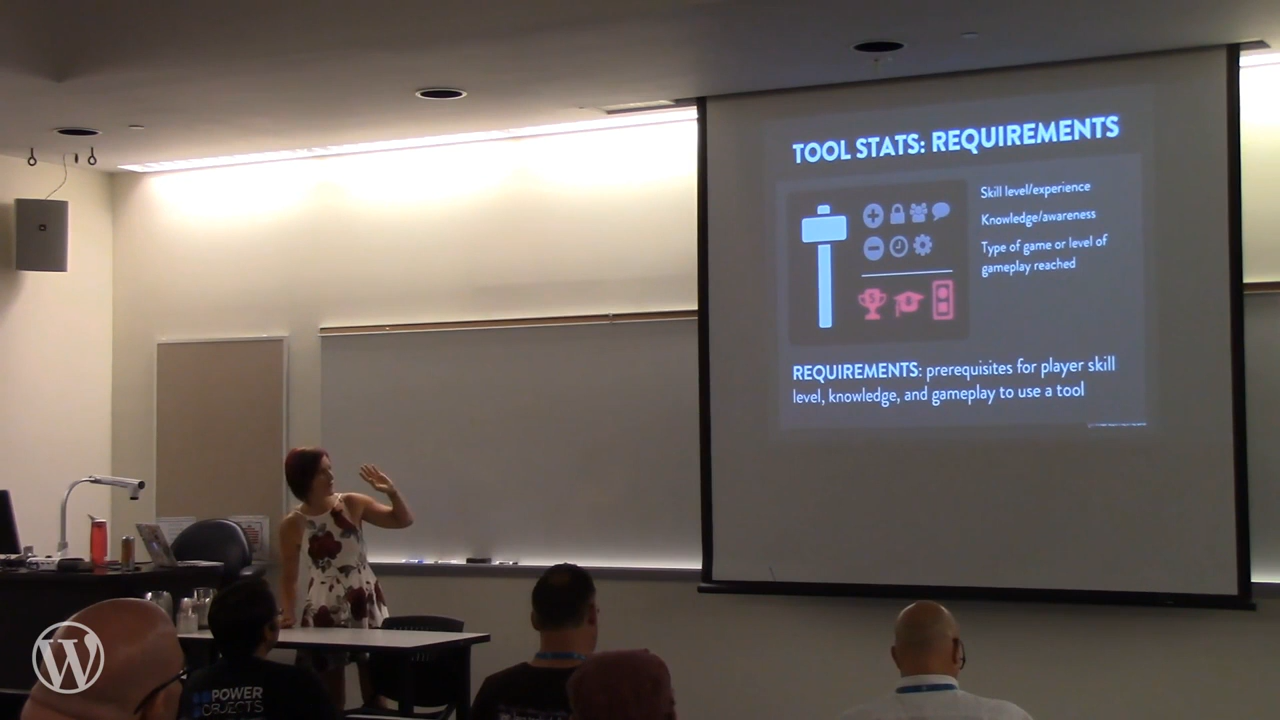 TOOL STATS: REQUIREMENTS
Skill level/experience
Knowledge/awareness
Type of game or level of
gameplay reached
REQUIREMENTS: prerequisites for player skill
level, knowledge, and gameplay to use a tool
POWER
OBJECTS